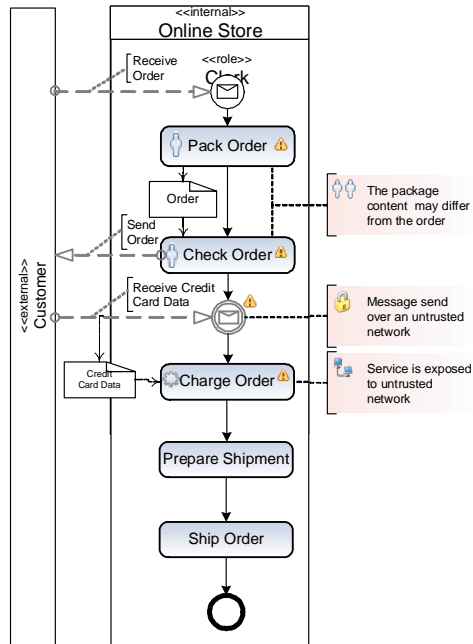 <<internal>>
Online Store
<<role>>
Clerk
Receive
Order
Pack Order
Order
The package
content may differ
from the order
Send
Order
Check Order
<<external>>
Customer
Receive Credit
Card Data
Message send
over an untrusted
network
Credit
Card Data
Charge Order
Service is exposed
to untrusted
network
Prepare Shipment
Ship Order